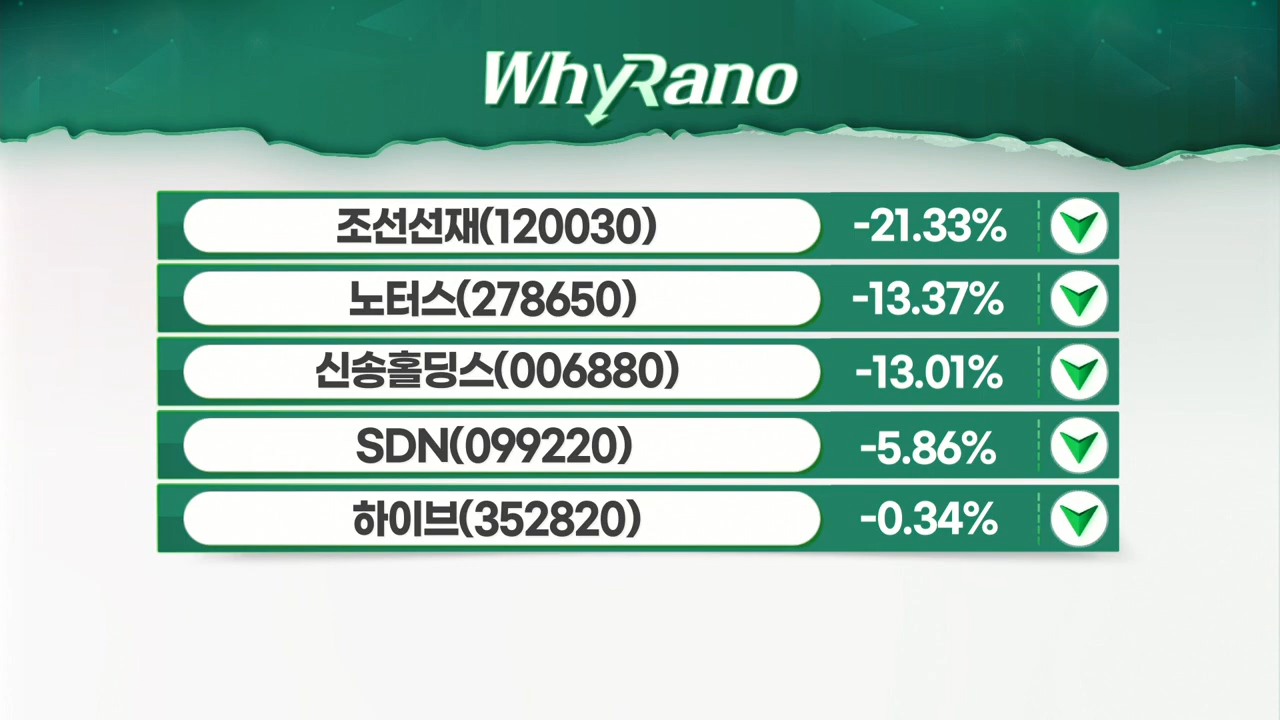 WhyRano
조선선재(120030) -21.33%
노터스(278650) -13.37%
신송홀딩스(006880) -13.01%
SDN(099220) -5.86%
하이브(352820) -0.34%